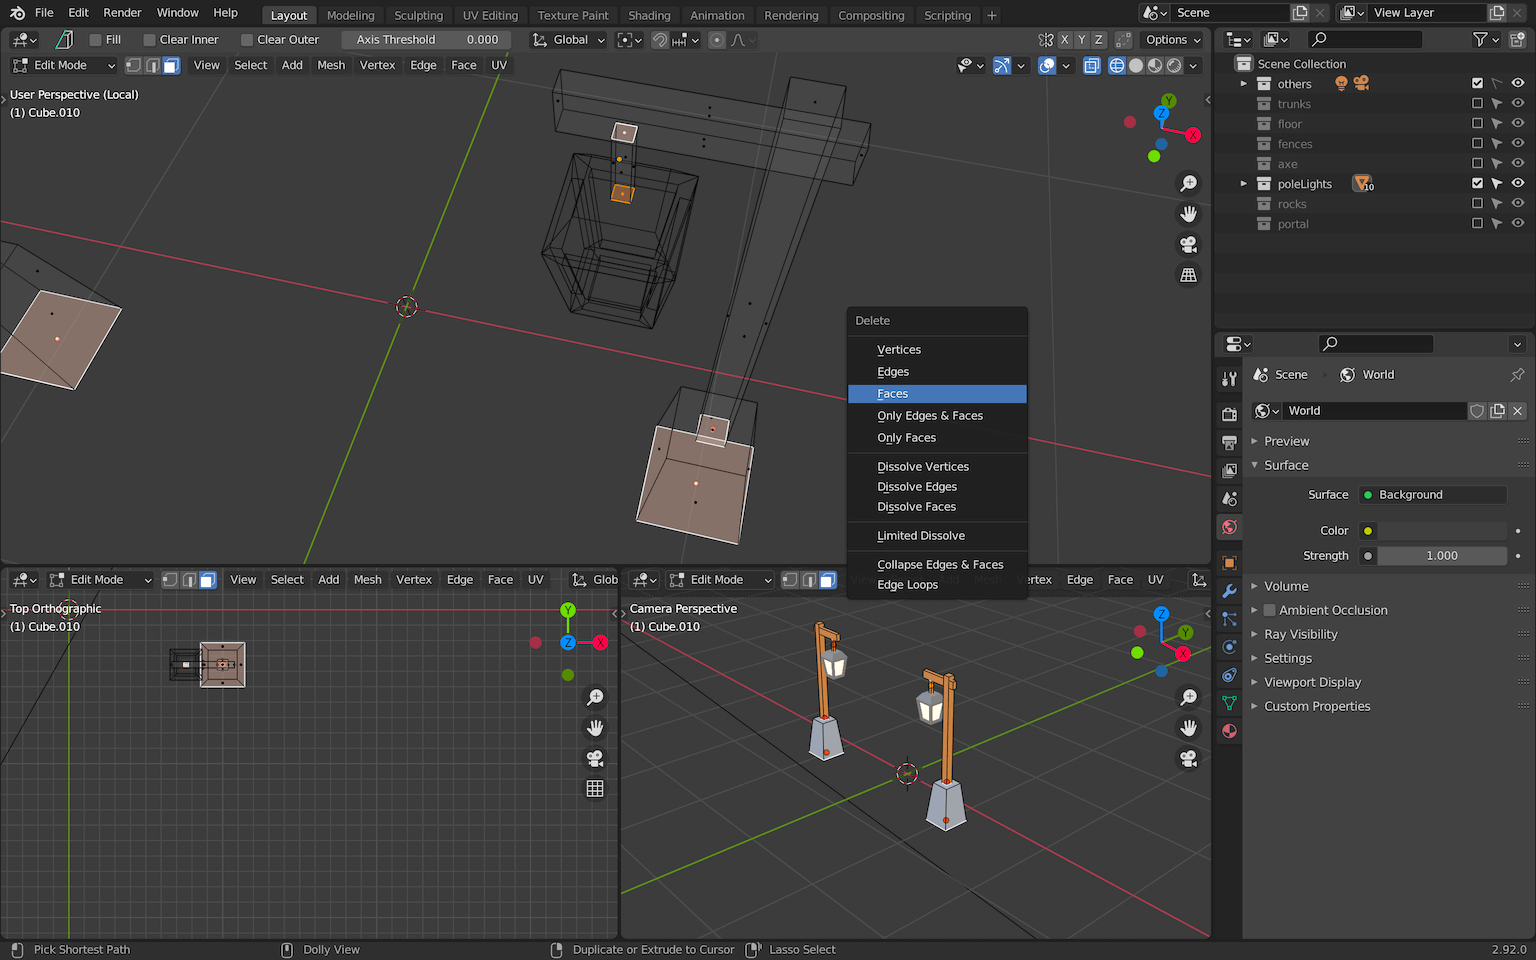 File Edit Render Window Help Layout Modeling Sculpting UV Editing Texture Paint Shading Animation Rendering Compositing Scripting + Scene View Layer
Fill Clear Inner Clear Outer Axis Threshold 0.000 Global X Y Z Options
Edit Mode View Select Add Mesh Vertex Edge Face UV
User Perspective (Local)
(1) Cube.010
Y
Z
X
Scene Collection
others
trunks
floor
fences
axe
poleLights 10
rocks
portal
Delete
Vertices
Edges
Faces
Only Edges & Faces
Only Faces
Dissolve Vertices
Dissolve Edges
Dissolve Faces
Limited Dissolve
Collapse Edges & Faces
Edge Loops
Scene World
World
Preview
Surface
Surface Background
Color
Strength 1.000
Volume
Ambient Occlusion
Ray Visibility
Settings
Viewport Display
Custom Properties
Edit Mode View Select Add Mesh Vertex Edge Face UV Glob
Top Orthographic
(1) Cube.010
Y
Z X
Edit Mode ertex Edge Face UV
Camera Perspective
(1) Cube.010
Z
Y
X
Pick Shortest Path Dolly View Duplicate or Extrude to Cursor Lasso Select 2.92.0